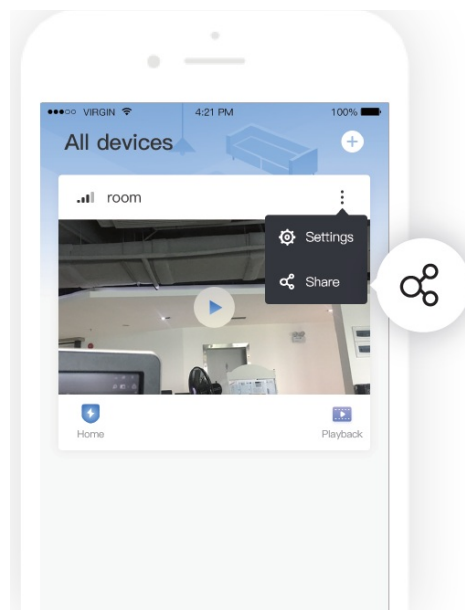 VIRGIN 4:21 PM 100%
All devices
room
Settings
Share
Home Playback